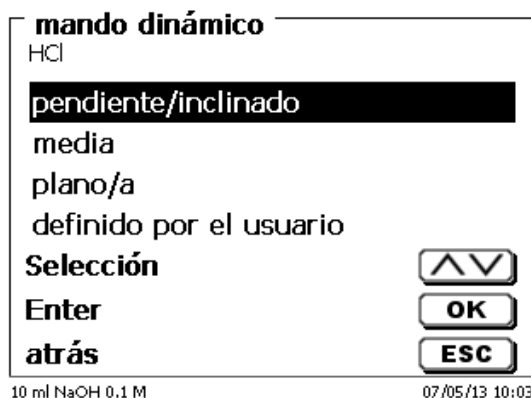 mando dinámico
HCl
pendiente/inclinado
media
plano/a
definido por el usuario
Selección
Enter OK
atrás ESC
10 ml NaOH 0.1 M 07/05/13 10:03